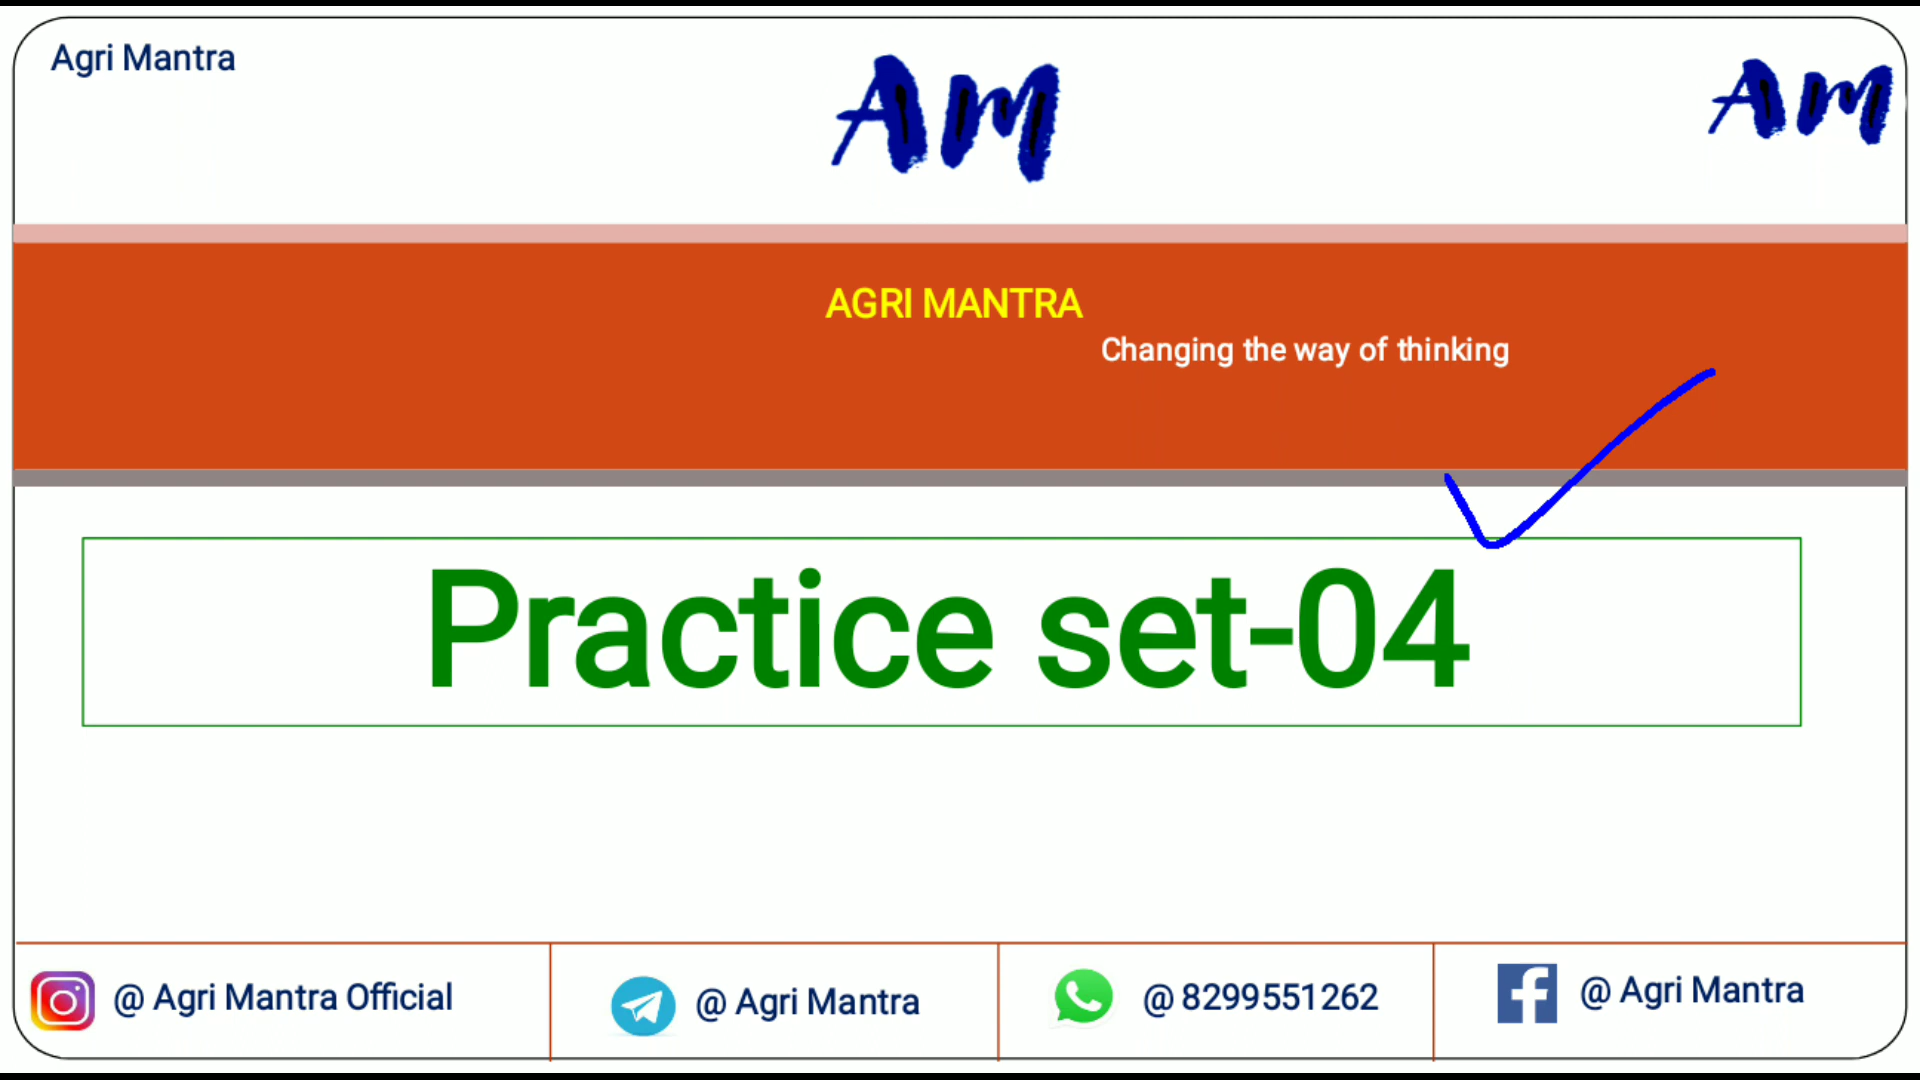 Agri Mantra
AM
AM
AGRI MANTRA
Changing the way of thinking
Practice set-04
@ Agri Mantra Official
@ Agri Mantra
@ 8299551262
@ Agri Mantra